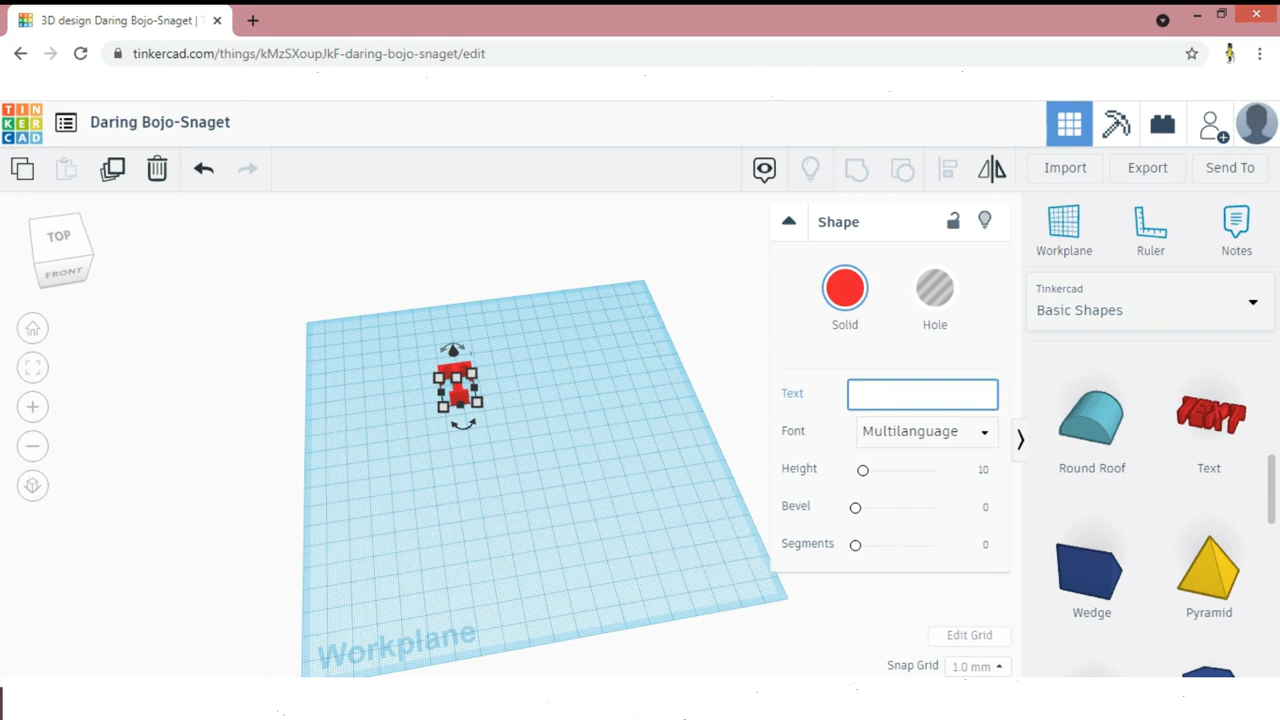 3D design Daring Bojo-Snaget |
tinkercad.com/things/kMzSXoupJkF-daring-bojo-snaget/edit
TIN
KER
CAD
Daring Bojo-Snaget
Import
Export
Send To
TOP
FRONT
Shape
Solid
Hole
Text
Font
Multilanguage
Height
10
Bevel
0
Segments
0
Workplane
Ruler
Notes
Tinkercad
Basic Shapes
Round Roof
TEXT
Text
Wedge
Pyramid
T
Workplane
Edit Grid
Snap Grid
1.0 mm